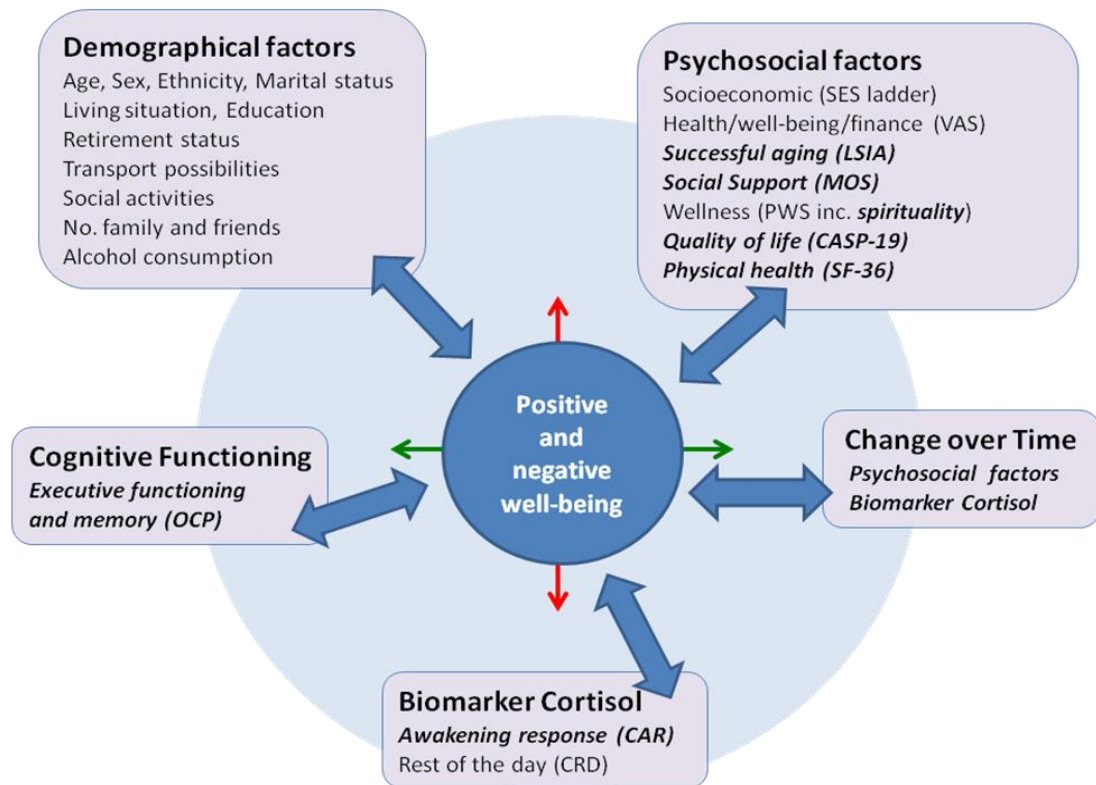 Demographical factors
Age, Sex, Ethnicity, Marital status
Living situation, Education
Retirement status
Transport possibilities
Social activities
No. family and friends
Alcohol consumption
Psychosocial factors
Socioeconomic (SES ladder)
Health/well-being/finance (VAS)
Successful aging (LSIA)
Social Support (MOS)
Wellness (PWS inc. spirituality)
Quality of life (CASP-19)
Physical health (SF-36)
Positive
and
negative
well-being
Cognitive Functioning
Executive functioning
and memory (OCP)
Change over Time
Psychosocial factors
Biomarker Cortisol
Biomarker Cortisol
Awakening response (CAR)
Rest of the day (CRD)